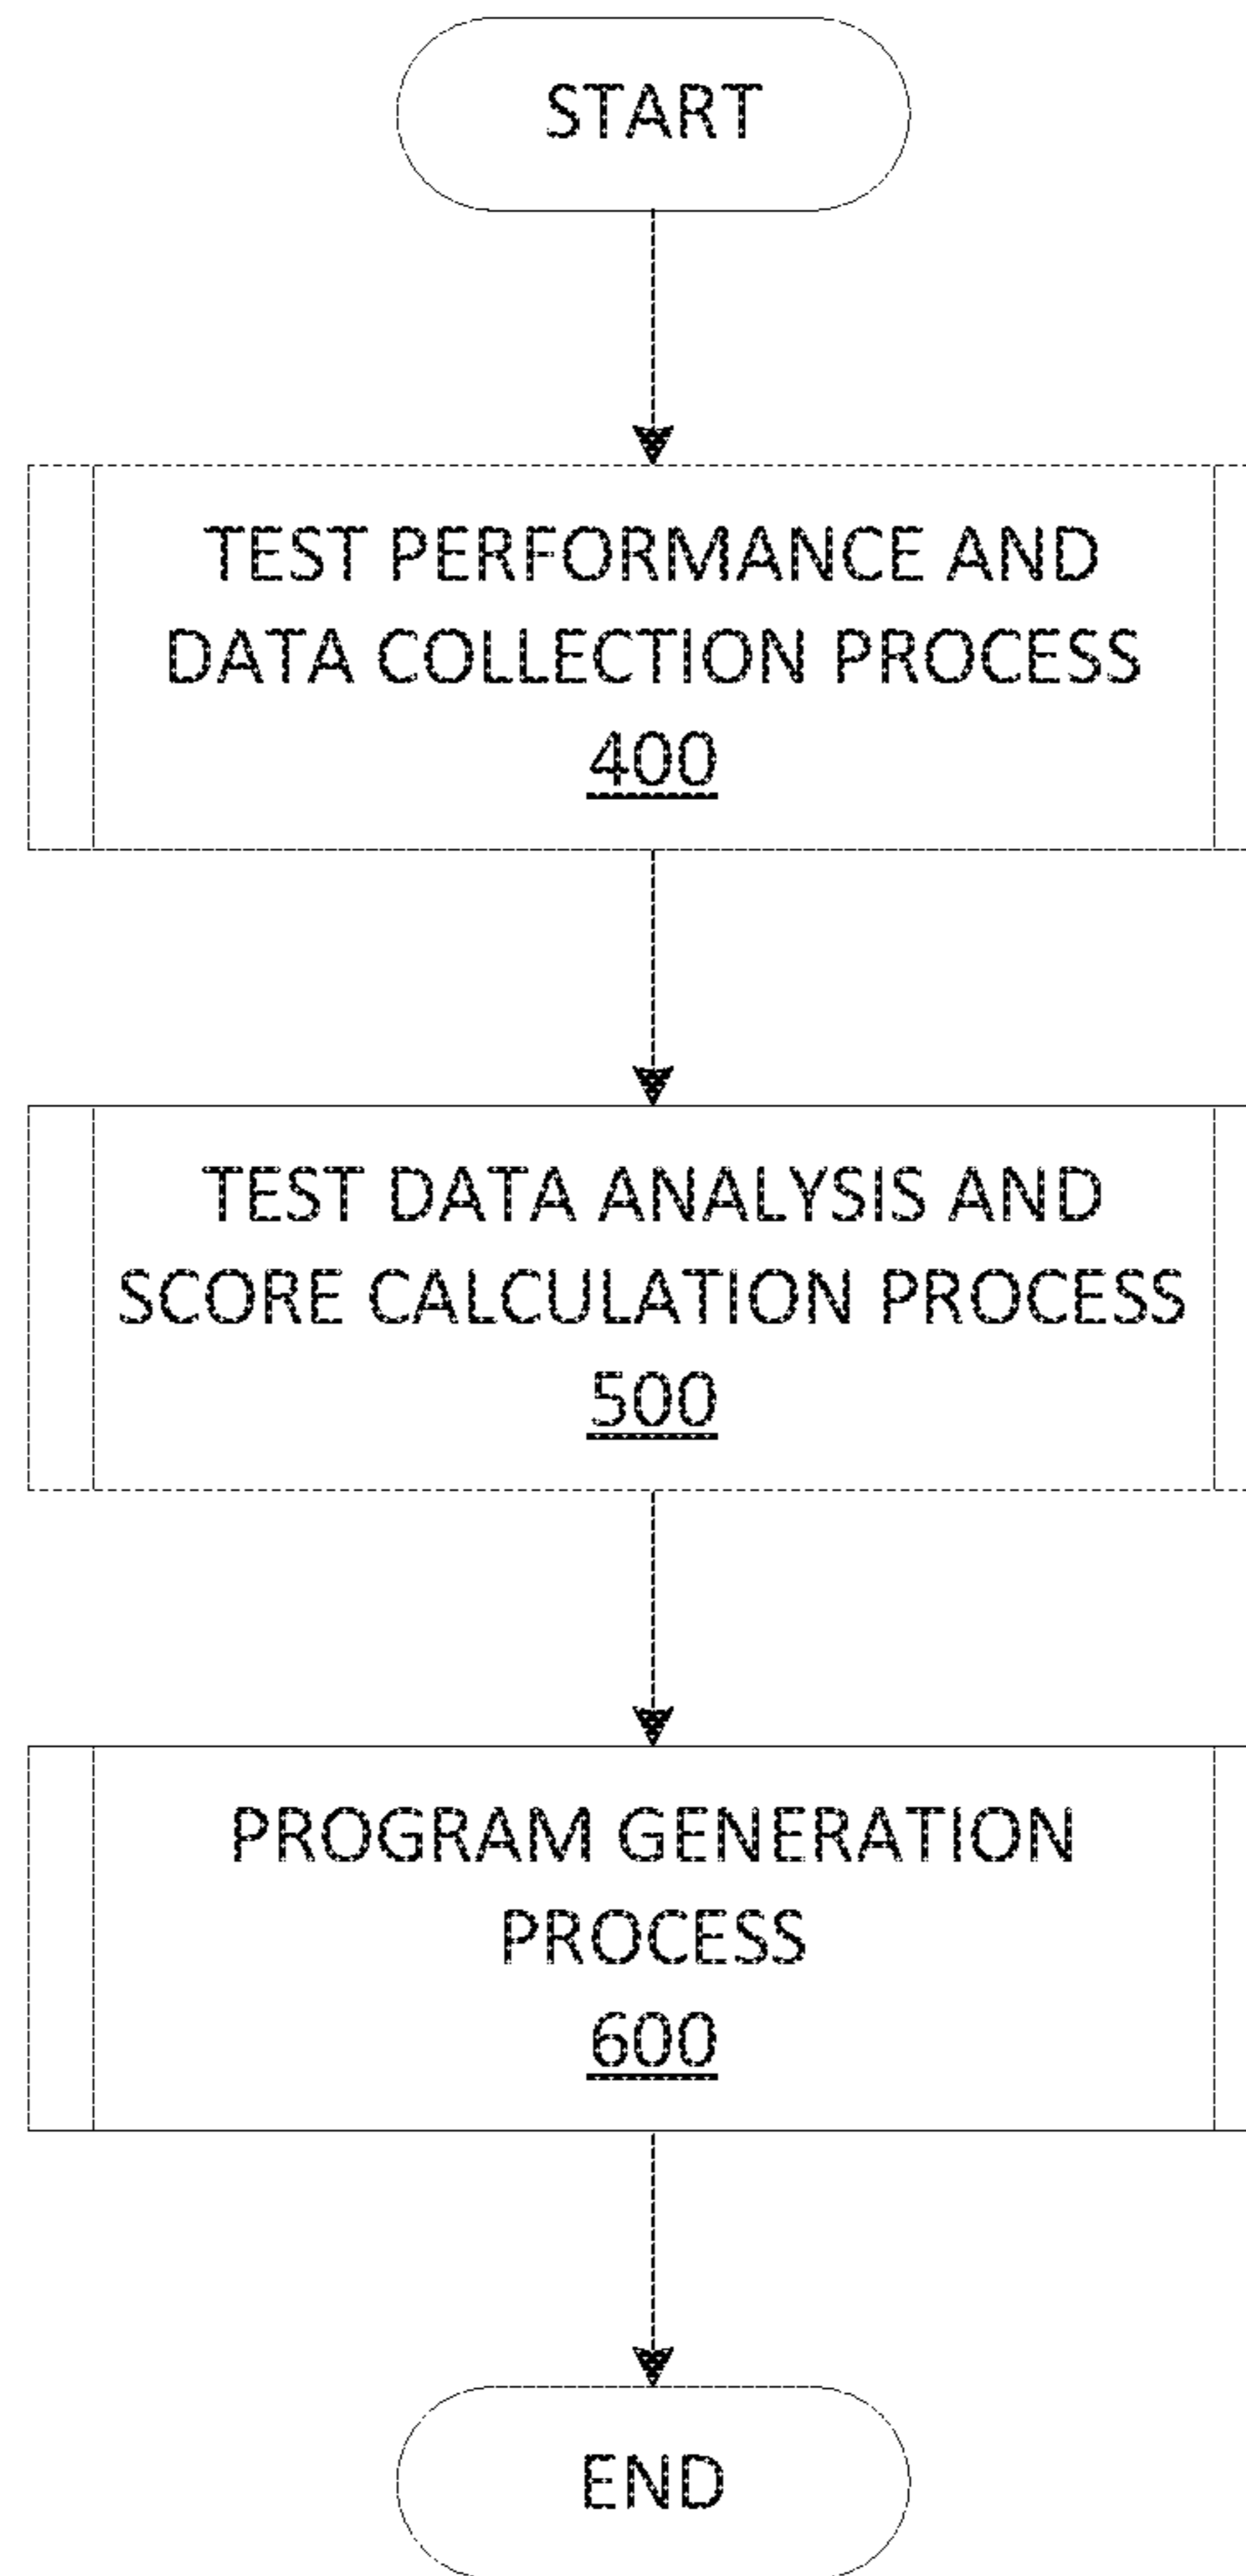 START
TEST PERFORMANCE AND
DATA COLLECTION PROCESS
400
TEST DATA ANALYSIS AND
SCORE CALCULATION PROCESS
500
PROGRAM GENERATION
PROCESS
600
END